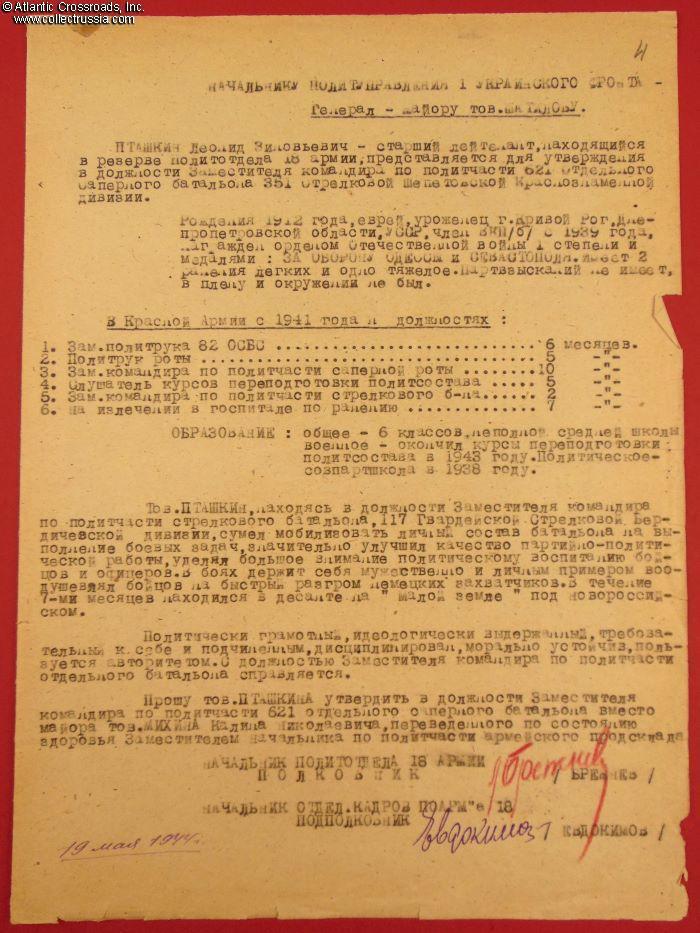 © Atlantic Crossroads, Inc.
www.collectrussia.com
4
НАЧАЛЬНИКУ ПОЛИТУПРАВЛЕНИЯ I УКРАИНСКОГО ФРОНТА -
Генерал - майору тов.ШАТИЛОВУ.
ПТАШКИН Леонид Зиновьевич - старший лейтенант,находящийся
в резерве политотдела 18 армии,представляется для утверждения
в должности Заместителя командира по политчасти 621 Отдельного
Саперного батальона 351 Стрелковой Шепетовской Краснознаменной
дивизии.
Рождения 1912 года,еврей,уроженец г.Кривой Рог,Дне-
пропетровской области,УССР,член ВКП/б/ с 1939 года,
награжден орденом Отечественной войны 1 степени и
медалями : ЗА ОБОРОНУ ОДЕССЫ и СЕВАСТОПОЛЯ.имеет 2
ранения легких и одно тяжелое.Партвзысканий не имеет,
в плену и окружении не был.
В Красной Армии с 1941 года в должностях :
1. Зам.политрука 82 ОСБС ........ 6 месяцев.
2. Политрук роты ........ 5 -"-
3. Зам.командира по политчасти саперной роты ........ 10 -"-
4. Слушатель курсов переподготовки политсостава ..... 5 -"-
5. Зам.командира по политчасти стрелкового б-на...... 2 -"-
6. На излечении в госпитале по ранению ........ 7 -"-
ОБРАЗОВАНИЕ : общее - 6 классов,неполной средней школы
военное - окончил курсы переподготовки
политсостава в 1943 году.Политическое-
совпартшкола в 1938 году.
Тов.ПТАШКИН,находясь в должности Заместителя командира
по политчасти стрелкового батальона,117 Гвардейской Стрелковой Бер-
дичевской дивизии,сумел мобилизовать личный состав батальона на вы-
полнение боевых задач,значительно улучшил качество партийно-полити-
ческой работы,уделял большое внимание политическому воспитанию бой-
цов и офицеров.В боях держит себя мужественно и личным примером воо-
душевлял бойцов на быстрый разгром немецких захватчиков.В течение
7-ми месяцев находился в десанте на " Малой земле " под новороссий-
ском.
Политически грамотный,идеологически выдержанный,требова-
тельный к себе и подчиненным,дисциплинирован,морально устойчив,поль-
зуется авторитетом.С должностью Заместителя командира по политчасти
отдельного батальона справляется.
Прошу тов.ПТАШКИНА утвердить в должности Заместителя
командира по политчасти 621 отдельного саперного батальона вместо
майора тов.МИХИНА Калина Николаевича,переведенного по состоянию
здоровья Заместителем начальника по политчасти армейского продсклада
НАЧАЛЬНИК ПОЛИТОТДЕЛА 18 АРМИИ
ПОЛКОВНИК Брежнев / БРЕЖНЕВ /
НАЧАЛЬНИК ОТДЕЛ.КАДРОВ ПОАРМ"а 18
ПОДПОЛКОВНИК Евдокимов / ЕВДОКИМОВ /
19 мая 1944г.